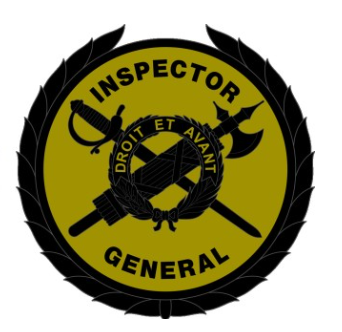 INSPECTOR
DROIT ET AVANT
GENERAL